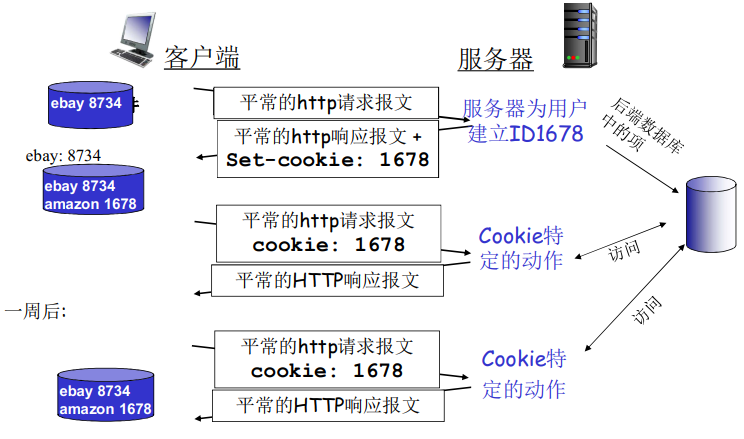 客户端
服务器
ebay 8734
平常的http请求报文
服务器为用户
建立ID1678
平常的http响应报文 +
Set-cookie: 1678
后端数据库
中的项
ebay: 8734
ebay 8734
amazon 1678
平常的http请求报文
cookie: 1678
Cookie特
定的动作
访问
平常的HTTP响应报文
一周后:
访问
平常的http请求报文
cookie: 1678
Cookie特
定的动作
ebay 8734
amazon 1678
平常的HTTP响应报文